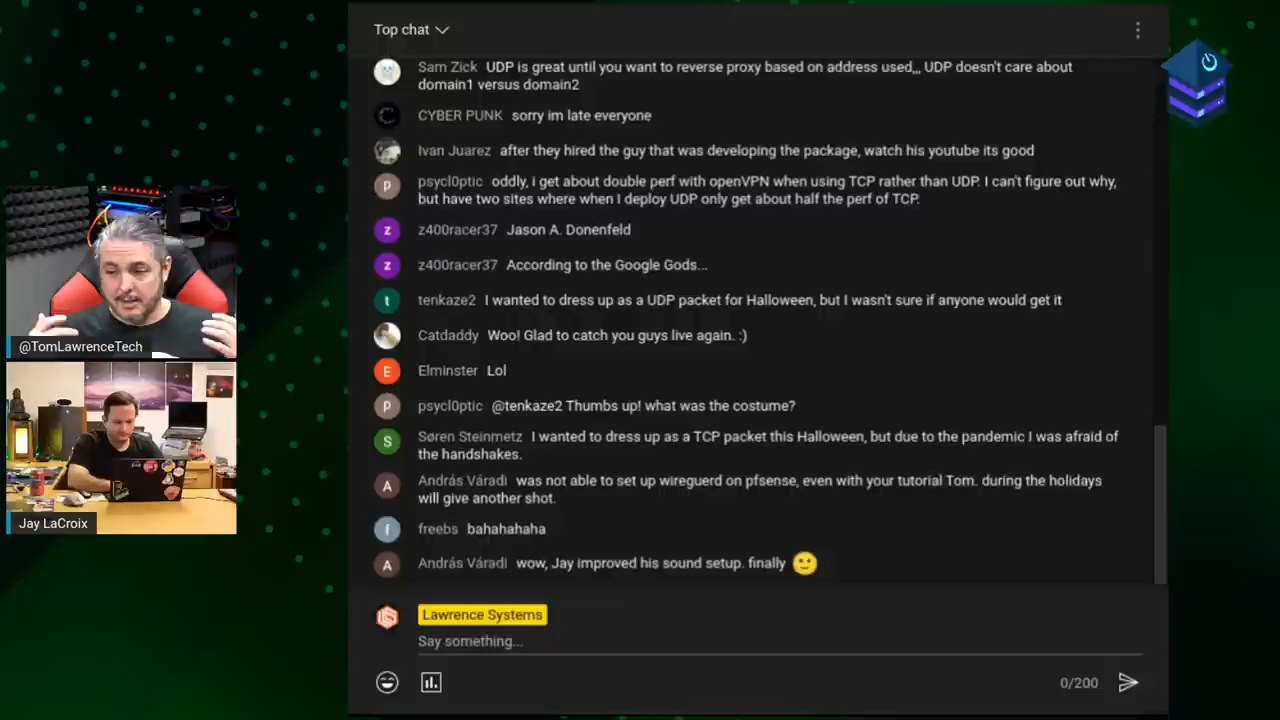 Top chat
Sam Zick UDP is great until you want to reverse proxy based on address used,,, UDP doesn't care about
domain1 versus domain2
CYBER PUNK sorry im late everyone
Ivan Juarez after they hired the guy that was developing the package, watch his youtube its good
P psycl0ptic oddly, i get about double perf with openVPN when using TCP rather than UDP. I can't figure out why,
but have two sites where when I deploy UDP only get about half the perf of TCP.
z z400racer37 Jason A. Donenfeld
z z400racer37 According to the Google Gods...
t tenkaze2 I wanted to dress up as a UDP packet for Halloween, but I wasn't sure if anyone would get it
Catdaddy Woo! Glad to catch you guys live again. :)
E Elminster Lol
P psycl0ptic @tenkaze2 Thumbs up! what was the costume?
S Søren Steinmetz I wanted to dress up as a TCP packet this Halloween, but due to the pandemic I was afraid of
the handshakes.
A András Váradi was not able to set up wireguerd on pfsense, even with your tutorial Tom. during the holidays
will give another shot.
f freebs bahahahaha
A András Váradi wow, Jay improved his sound setup. finally 🙂
Lawrence Systems
Say something...
0/200
@TomLawrenceTech
Jay LaCroix